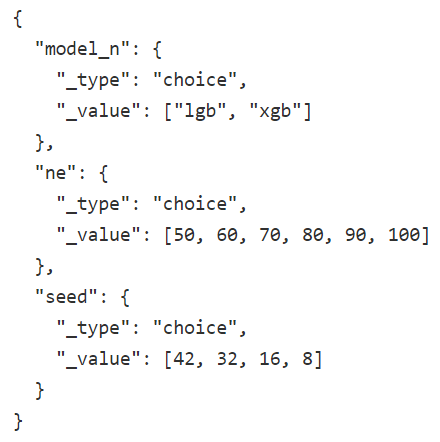 {
  "model_n": {
    "_type": "choice",
    "_value": ["lgb", "xgb"]
  },
  "ne": {
    "_type": "choice",
    "_value": [50, 60, 70, 80, 90, 100]
  },
  "seed": {
    "_type": "choice",
    "_value": [42, 32, 16, 8]
  }
}